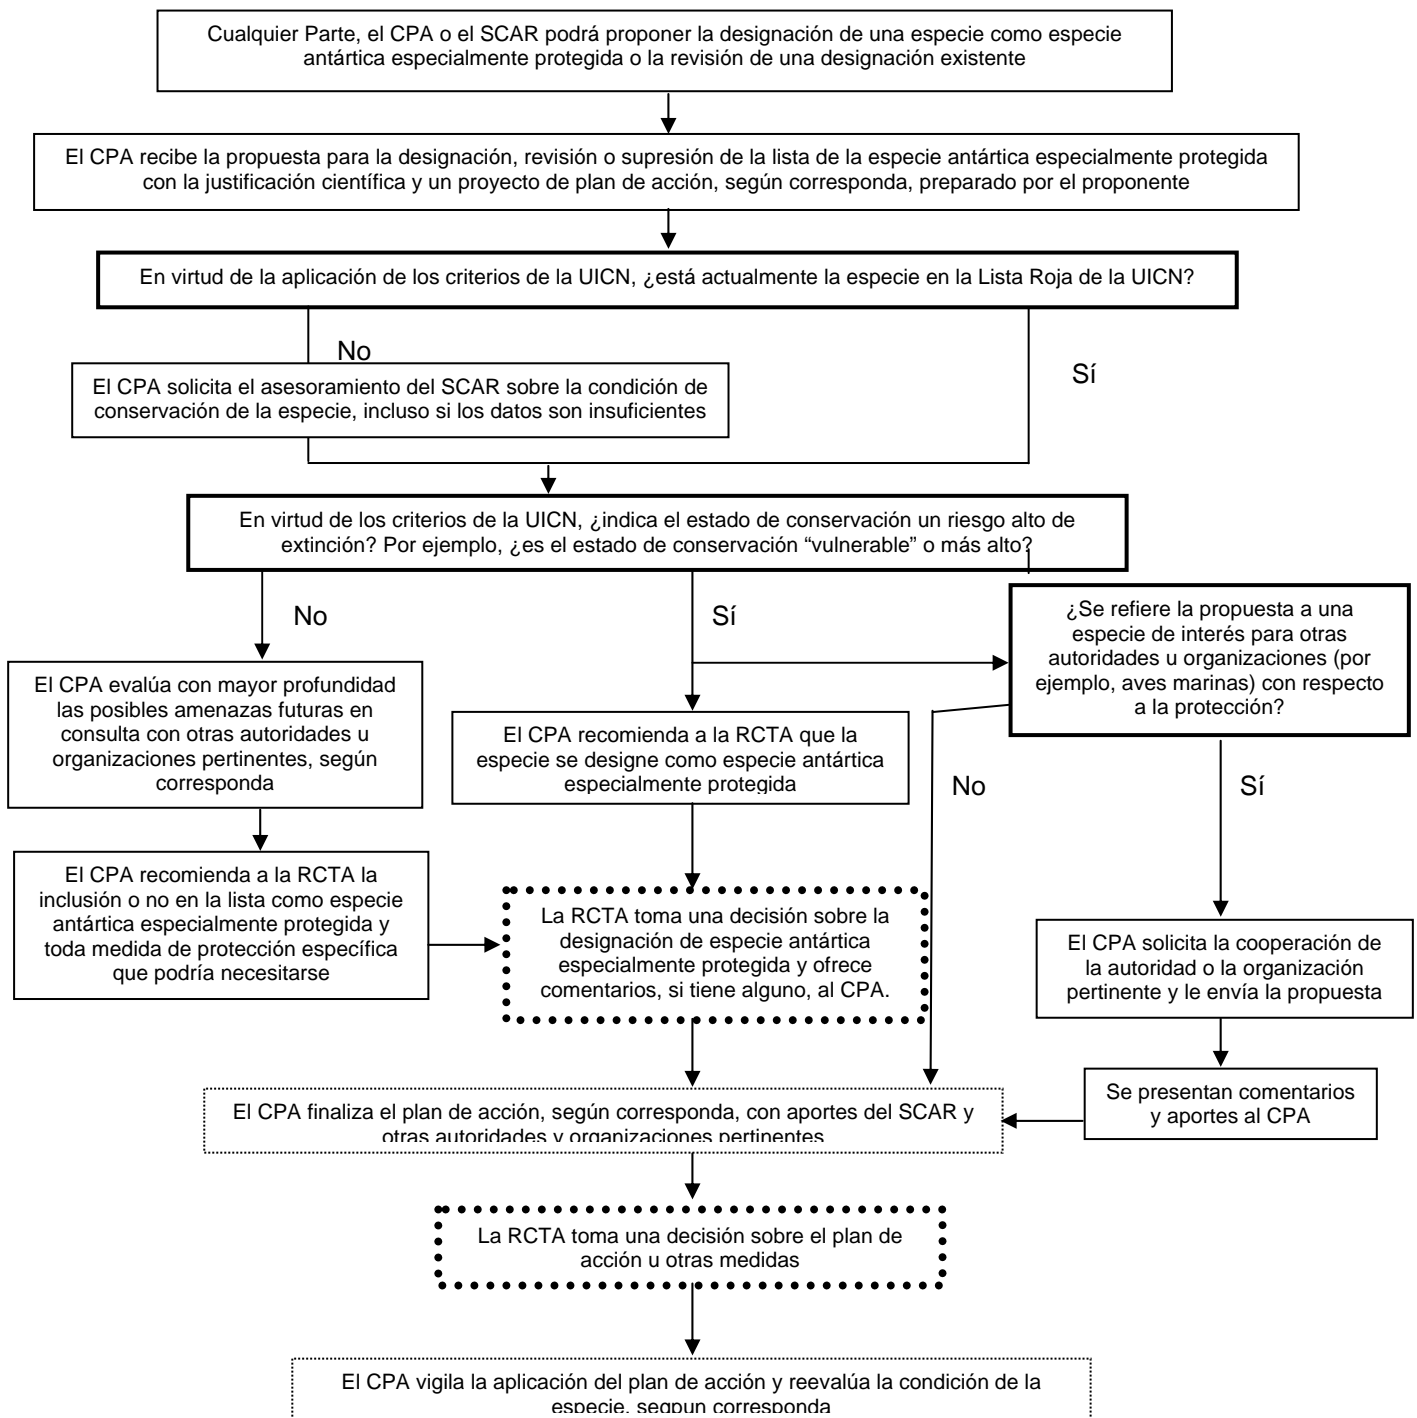 Cualquier Parte, el CPA o el SCAR podrá proponer la designación de una especie como especie
antártica especialmente protegida o la revisión de una designación existente
El CPA recibe la propuesta para la designación, revisión o supresión de la lista de la especie antártica especialmente protegida
con la justificación científica y un proyecto de plan de acción, según corresponda, preparado por el proponente
En virtud de la aplicación de los criterios de la UICN, ¿está actualmente la especie en la Lista Roja de la UICN?
No
Sí
El CPA solicita el asesoramiento del SCAR sobre la condición de
conservación de la especie, incluso si los datos son insuficientes
En virtud de los criterios de la UICN, ¿indica el estado de conservación un riesgo alto de
extinción? Por ejemplo, ¿es el estado de conservación “vulnerable” o más alto?
No
Sí
¿Se refiere la propuesta a una
especie de interés para otras
autoridades u organizaciones (por
ejemplo, aves marinas) con respecto
a la protección?
El CPA evalúa con mayor profundidad
las posibles amenazas futuras en
consulta con otras autoridades u
organizaciones pertinentes, según
corresponda
El CPA recomienda a la RCTA que la
especie se designe como especie antártica
especialmente protegida
No
Sí
El CPA recomienda a la RCTA la
inclusión o no en la lista como especie
antártica especialmente protegida y
toda medida de protección específica
que podría necesitarse
La RCTA toma una decisión sobre la
designación de especie antártica
especialmente protegida y ofrece
comentarios, si tiene alguno, al CPA.
El CPA solicita la cooperación de
la autoridad o la organización
pertinente y le envía la propuesta
Se presentan comentarios
y aportes al CPA
El CPA finaliza el plan de acción, según corresponda, con aportes del SCAR y
otras autoridades y organizaciones pertinentes
La RCTA toma una decisión sobre el plan de
acción u otras medidas
El CPA vigila la aplicación del plan de acción y reevalúa la condición de la
especie, segpun corresponda